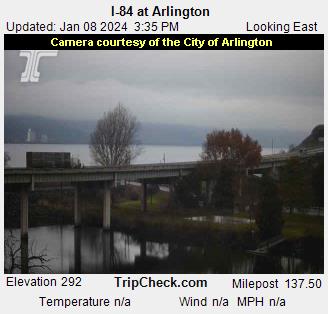 I-84 at Arlington
Updated: Jan 08 2024 3:35 PM Looking East
Camera courtesy of the City of Arlington
Elevation 292 TripCheck.com Milepost 137.50
Temperature n/a Wind n/a MPH n/a